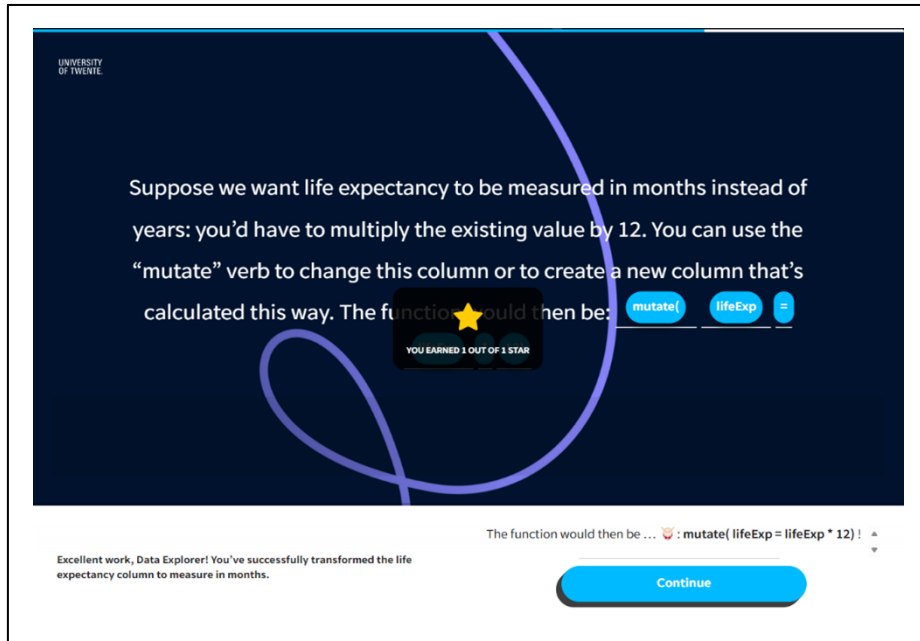 UNIVERSITY
OF TWENTE.
Suppose we want life expectancy to be measured in months instead of
years: you’d have to multiply the existing value by 12. You can use the
“mutate” verb to change this column or to create a new column that’s
calculated this way. The function would then be: mutate( lifeExp =
YOU EARNED 1 OUT OF 1 STAR
The function would then be … : mutate( lifeExp = lifeExp * 12) !
Excellent work, Data Explorer! You’ve successfully transformed the life
expectancy column to measure in months.
Continue